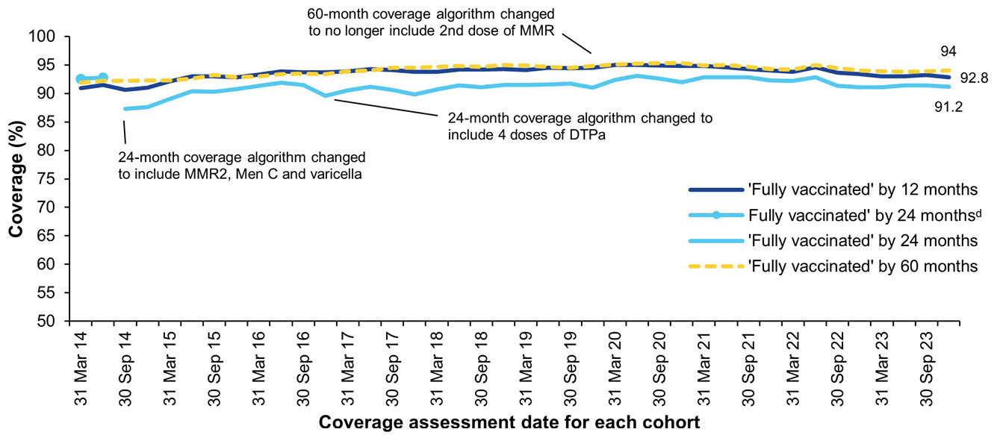 60-month coverage algorithm changed
to no longer include 2nd dose of MMR
100
95
90
85
80
75
70
65
60
55
50
Coverage (%)
94
92.8
91.2
24-month coverage algorithm changed to
include 4 doses of DTPa
24-month coverage algorithm changed
to include MMR2, Men C and varicella
'Fully vaccinated' by 12 months
Fully vaccinated' by 24 monthsᵈ
'Fully vaccinated' by 24 months
'Fully vaccinated' by 60 months
31 Mar 14
30 Sep 14
31 Mar 15
30 Sep 15
31 Mar 16
30 Sep 16
31 Mar 17
30 Sep 17
31 Mar 18
30 Sep 18
31 Mar 19
30 Sep 19
31 Mar 20
30 Sep 20
31 Mar 21
30 Sep 21
31 Mar 22
30 Sep 22
31 Mar 23
30 Sep 23
Coverage assessment date for each cohort